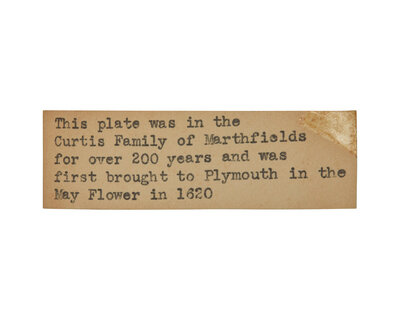 This plate was in the
Curtis Family of Marthfields
for over 200 years and was
first brought to Plymouth in the
May Flower in 1620